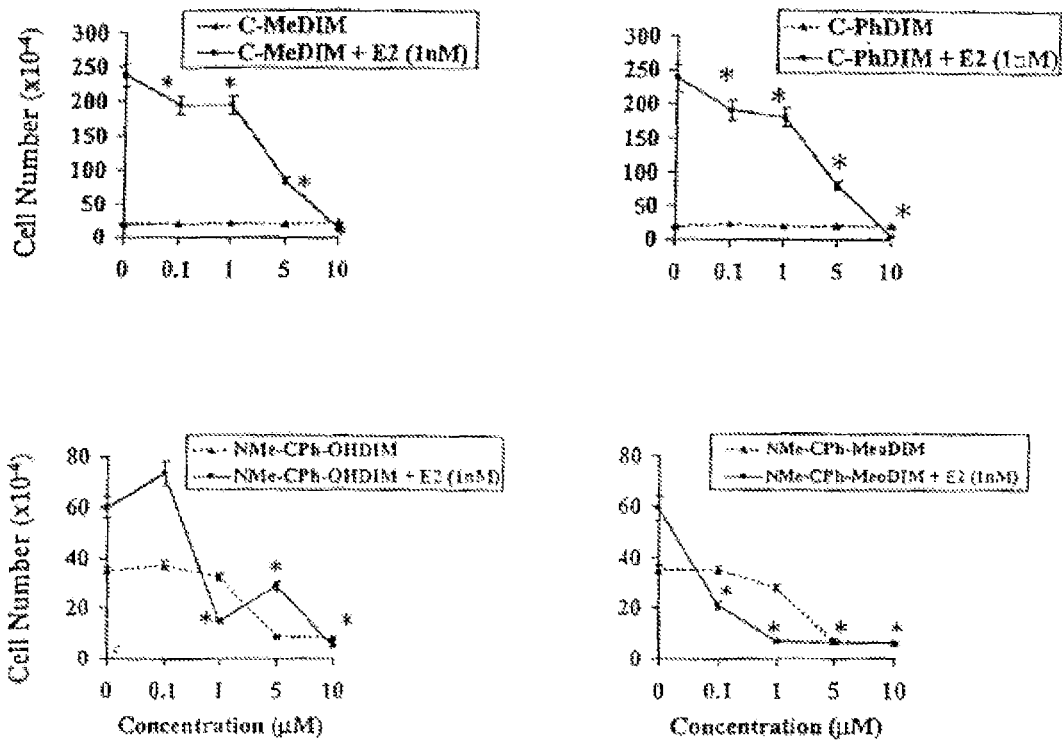 C-MeDIM
C-MeDIM + E2 (1nM)
Cell Number (x10-4)
300
250
200
150
100
50
0
* * * *
0 0.1 1 5 10
C-PhDIM
C-PhDIM + E2 (1nM)
300
250
200
150
100
50
0
* * * *
0 0.1 1 5 10
NMe-CPh-OHDIM
NMe-CPh-OHDIM + E2 (1nM)
Cell Number (x10-4)
80
60
40
20
0
* * *
0 0.1 1 5 10
Concentration (µM)
NMe-CPh-MeoDIM
NMe-CPh-MeoDIM + E2 (1nM)
80
60
40
20
0
* * * *
0 0.1 1 5 10
Concentration (µM)